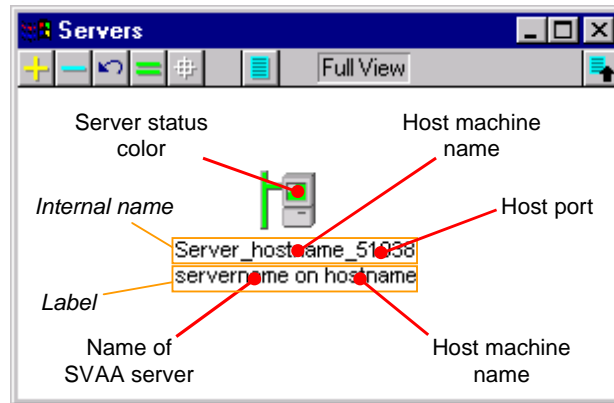 Servers
Full View
Server status
color
Host machine
name
Internal name
Host port
Server_hostname_51938
servername on hostname
Label
Name of
SVAA server
Host machine
name